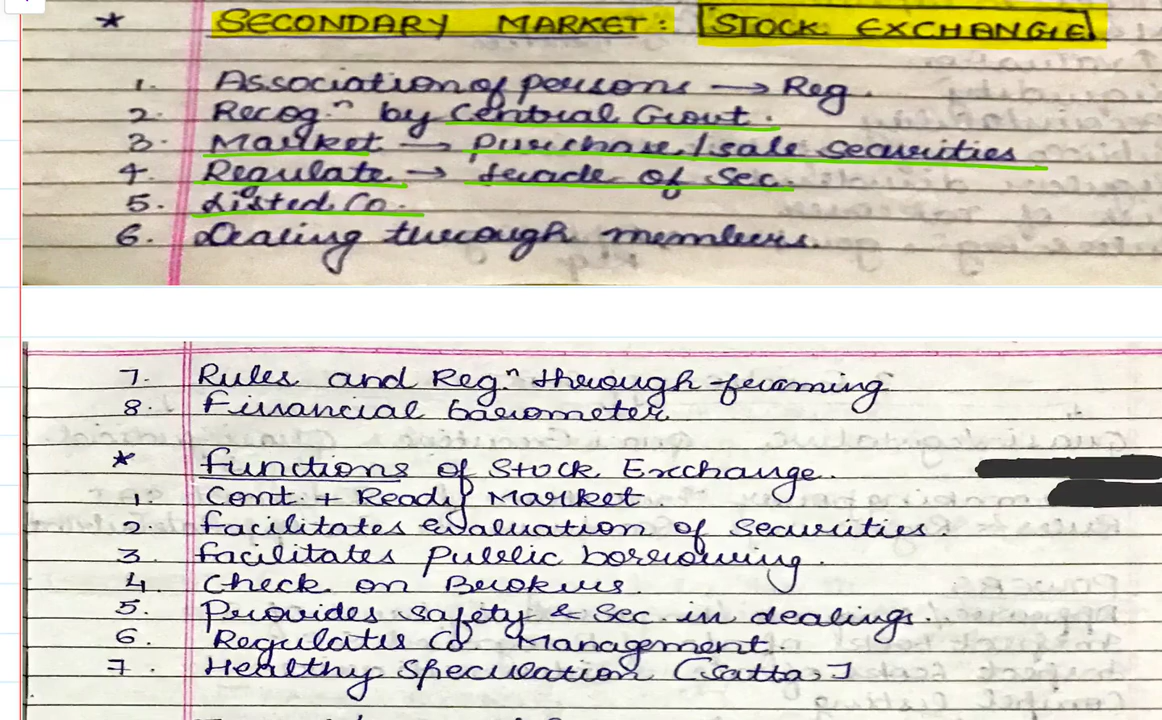 * SECONDARY MARKET: STOCK EXCHANGE
1. Association of persons → Reg.
2. Recog.ⁿ by Central Govt.
3. Market → purchase/sale securities
4. Regulate → trade of Sec.
5. Listed Co.
6. Dealing through members.
7. Rules and Reg.ⁿ through framing
8. Financial barometer.
* Functions of Stock Exchange.
1. Cont. + Ready Market.
2. facilitates evaluation of securities.
3. facilitates public borrowing.
4. Check on Brokers.
5. Provides safety & Sec. in dealings.
6. Regulates Co. Management.
7. Healthy Speculation (Satta)